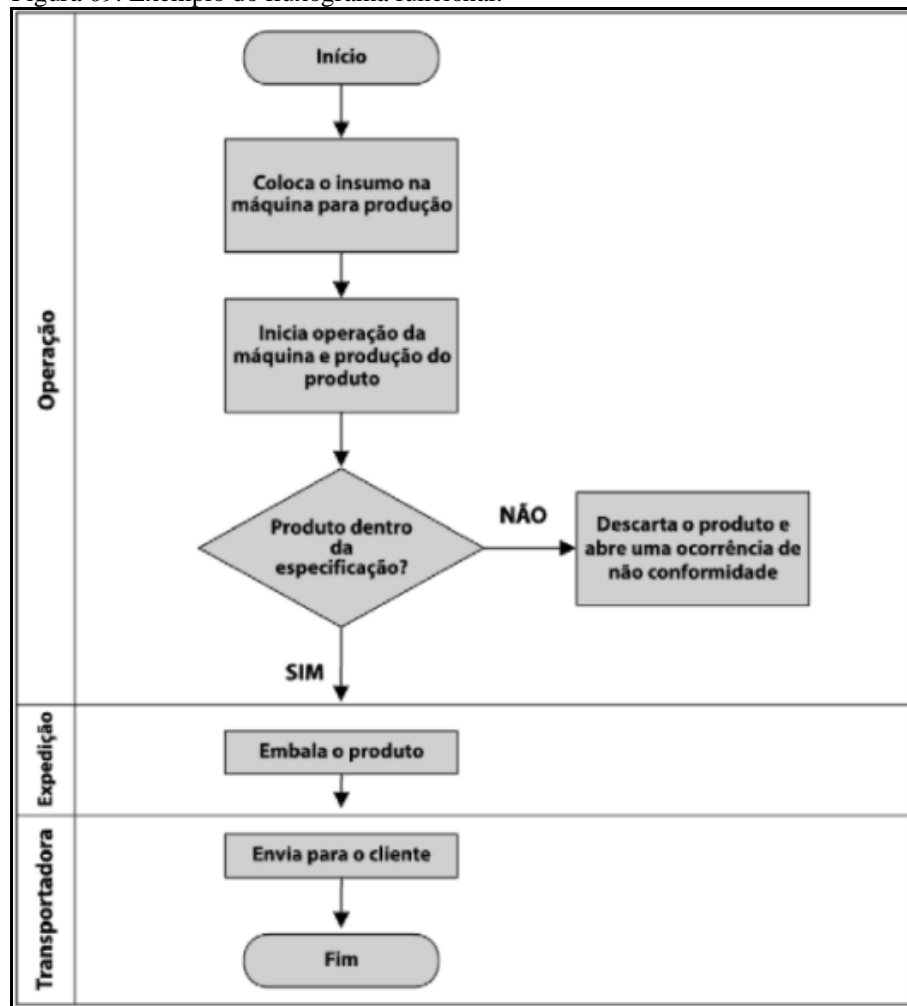 Figura Exemplo do fluxograma funcional.
Início
Coloca o insumo na
máquina para produção
Inicia operação da
máquina e produção do
produto
Operação
Produto dentro
da
especificação?
NÃO
Descarta o produto e
abre uma ocorrência de
não conformidade
SIM
Expedição
Embala o produto
Transportadora
Envia para o cliente
Fim